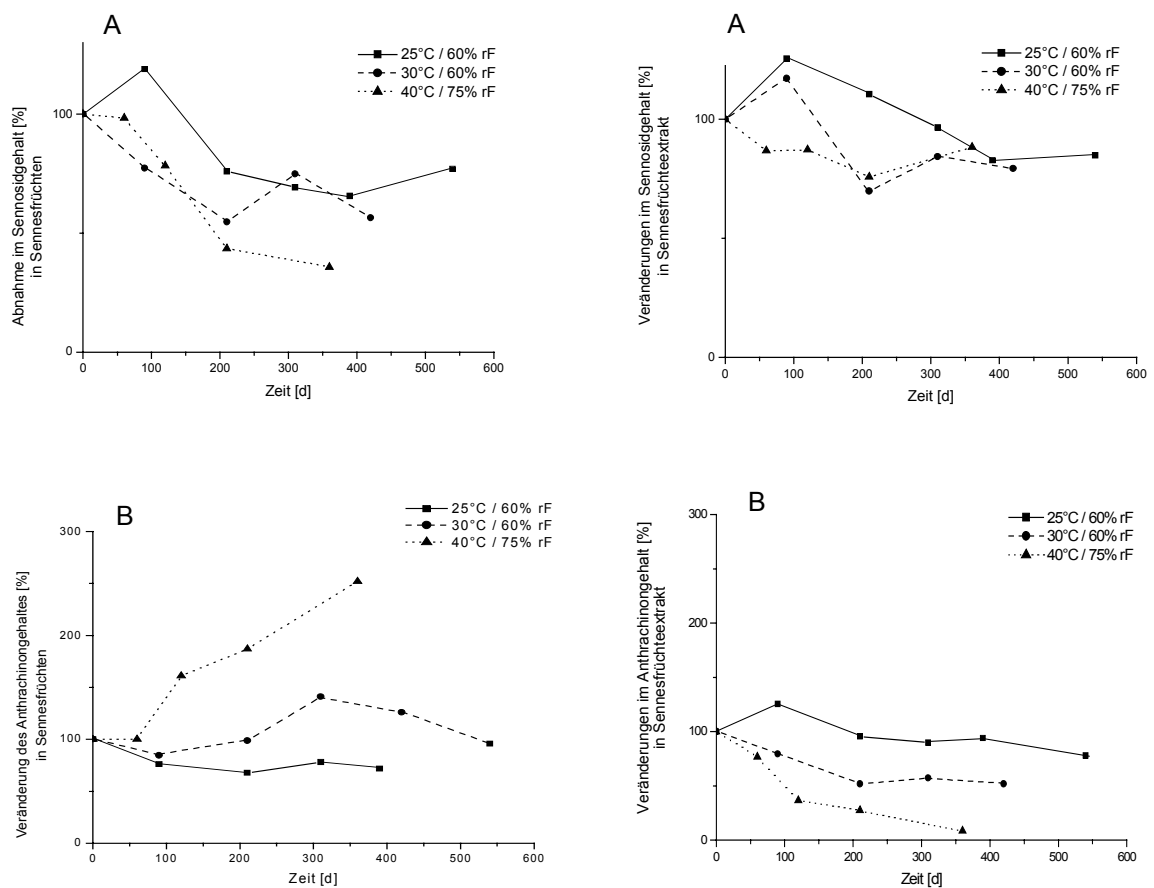 A
25°C / 60% rF
30°C / 60% rF
40°C / 75% rF
Abnahme im Sennosidgehalt [%]
in Sennesfrüchten
100
0
0 100 200 300 400 500 600
Zeit [d]
A
25°C / 60% rF
30°C / 60% rF
40°C / 75% rF
Veränderungen im Sennosidgehalt [%]
in Sennesfrüchteextrakt
100
0
0 100 200 300 400 500 600
Zeit [d]
B
25°C / 60% rF
30°C / 60% rF
40°C / 75% rF
Veränderung des Anthrachinongehaltes [%]
in Sennesfrüchten
300
200
100
0
0 100 200 300 400 500 600
Zeit [d]
B
25°C / 60% rF
30°C / 60% rF
40°C / 75% rF
Veränderungen im Anthrachinongehalt [%]
in Sennesfrüchteextrakt
300
200
100
0
0 100 200 300 400 500 600
Zeit [d]